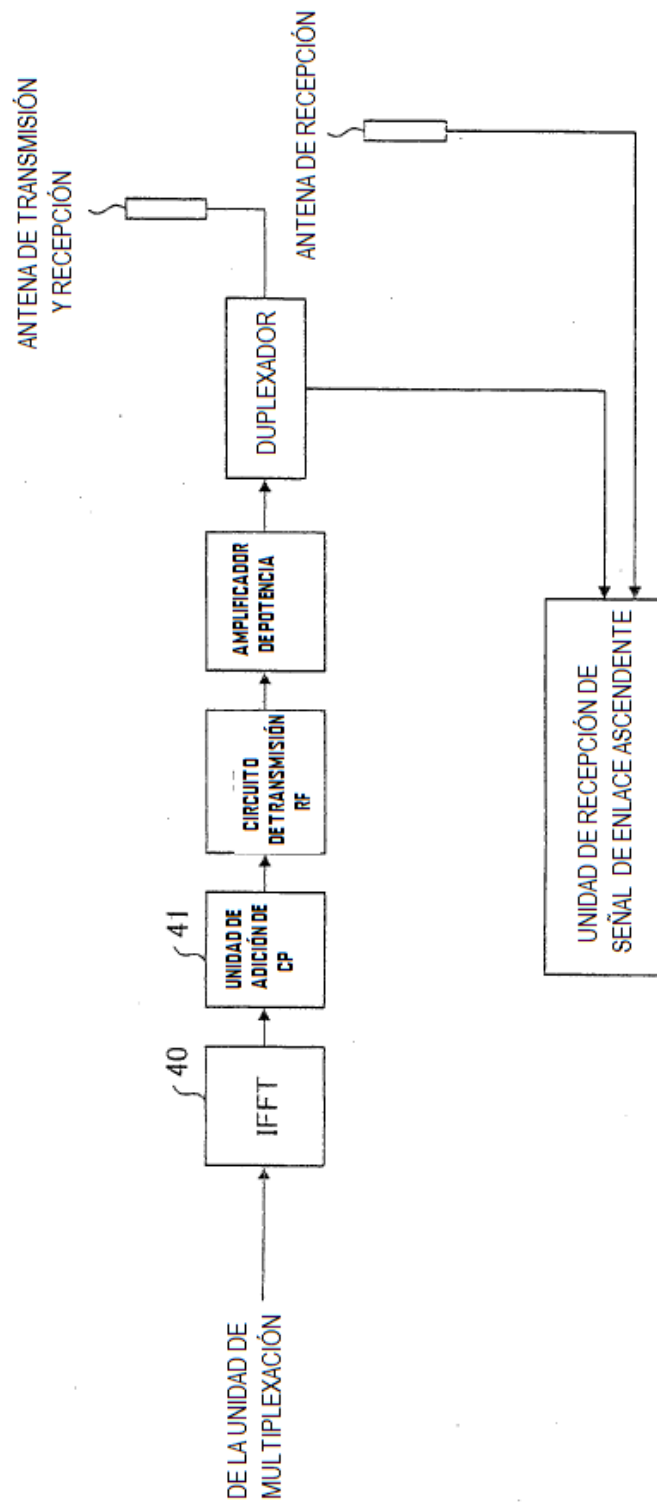 DE LA UNIDAD DE
MULTIPLEXACIÓN
40
IFFT
41
UNIDAD DE
ADICIÓN DE
CP
CIRCUITO
DE TRANSMISIÓN
RF
AMPLIFICADOR
DE POTENCIA
DUPLEXADOR
ANTENA DE TRANSMISIÓN
Y RECEPCIÓN
ANTENA DE RECEPCIÓN
UNIDAD DE RECEPCIÓN DE
SEÑAL DE ENLACE ASCENDENTE